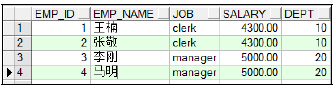 EMP_ID EMP_NAME JOB SALARY DEPT
1 1 王楠 clerk 4300.00 10
2 2 张敬 clerk 4300.00 10
3 3 李刚 manager 5000.00 20
4 4 马明 manager 5000.00 20